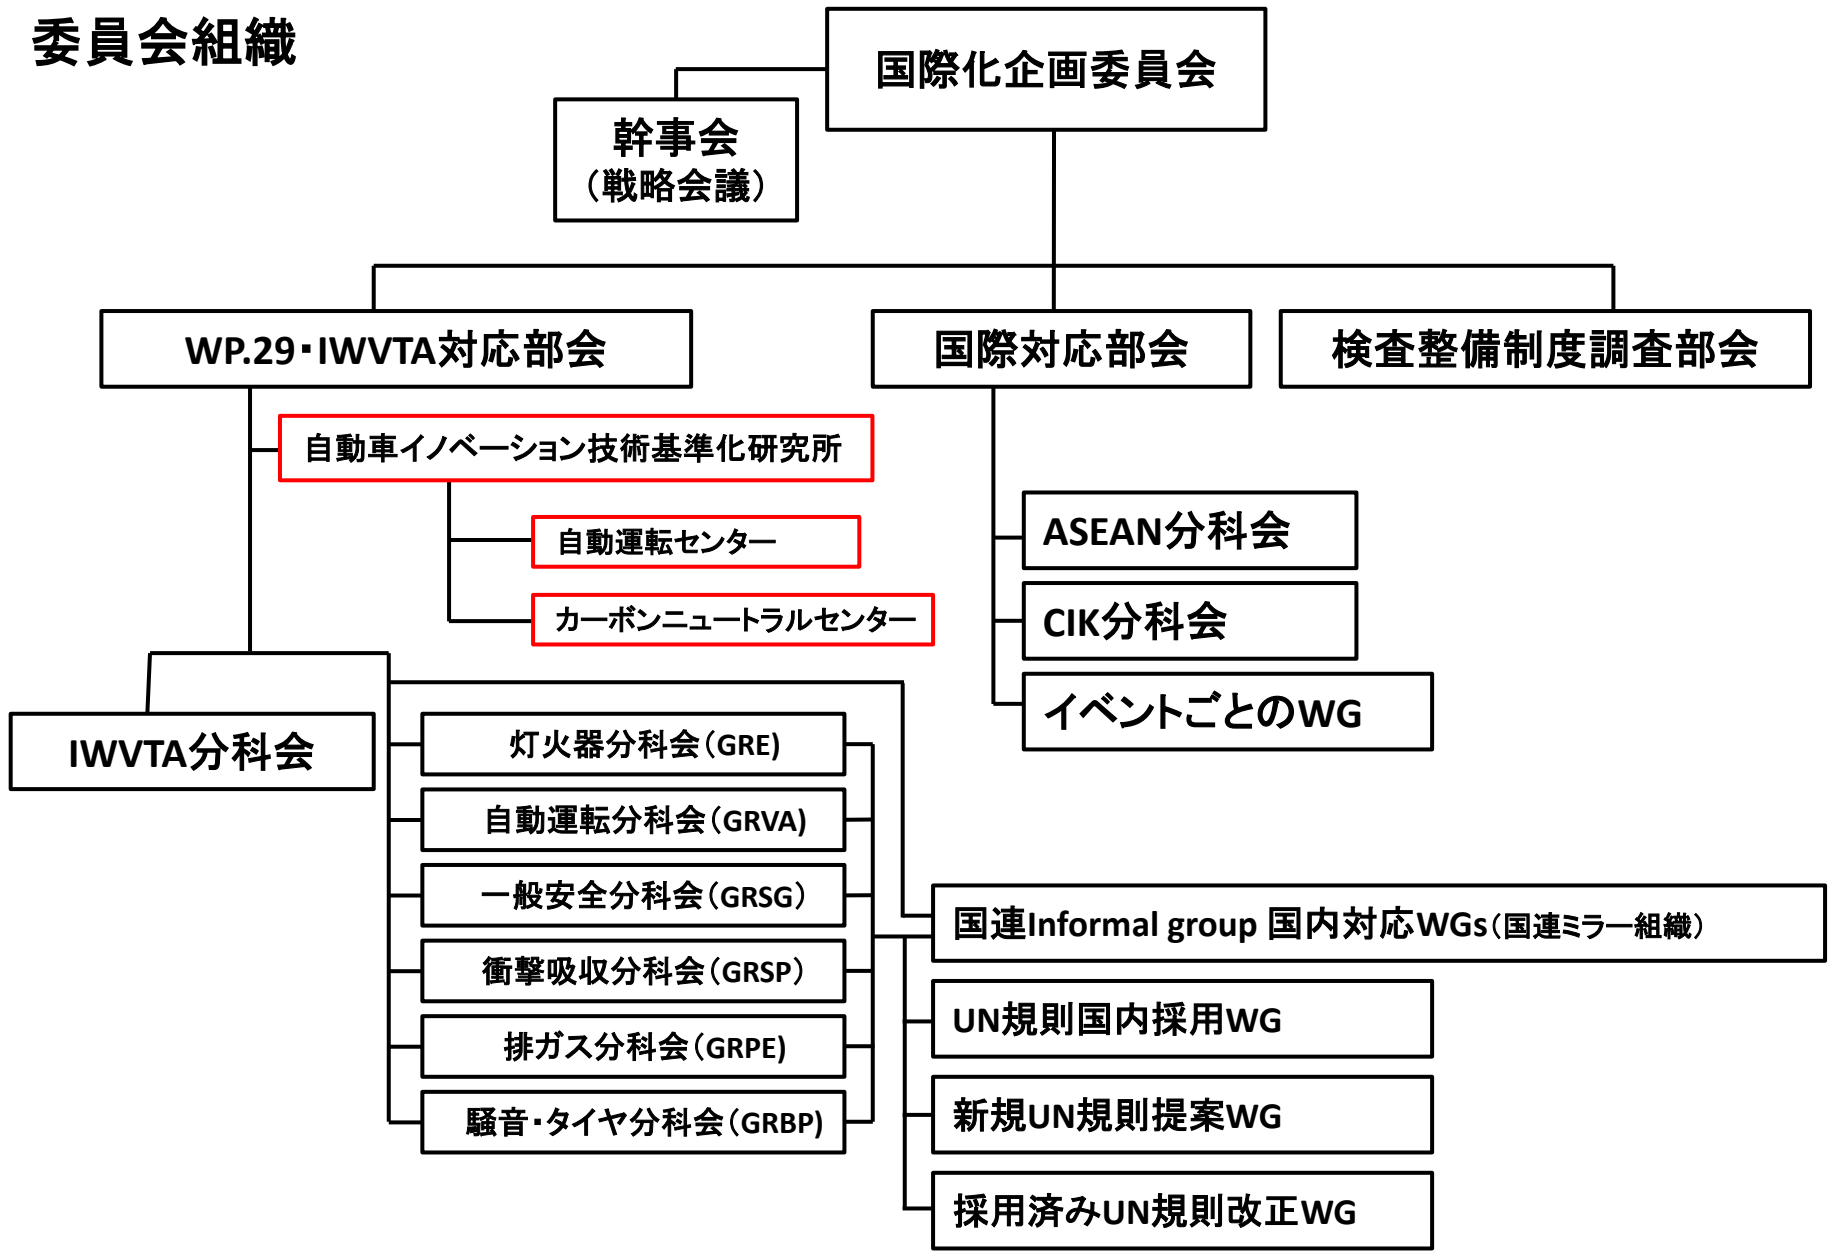 委員会組織
国際化企画委員会
幹事会
（戦略会議）
WP.29・IWVTA対応部会
国際対応部会
検査整備制度調査部会
自動車イノベーション技術基準化研究所
自動運転センター
カーボンニュートラルセンター
ASEAN分科会
CIK分科会
イベントごとのWG
IWVTA分科会
灯火器分科会（GRE)
自動運転分科会（GRVA)
一般安全分科会（GRSG）
衝撃吸収分科会（GRSP）
排ガス分科会（GRPE)
騒音・タイヤ分科会（GRBP)
国連Informal group 国内対応WGs（国連ミラー組織）
UN規則国内採用WG
新規UN規則提案WG
採用済みUN規則改正WG